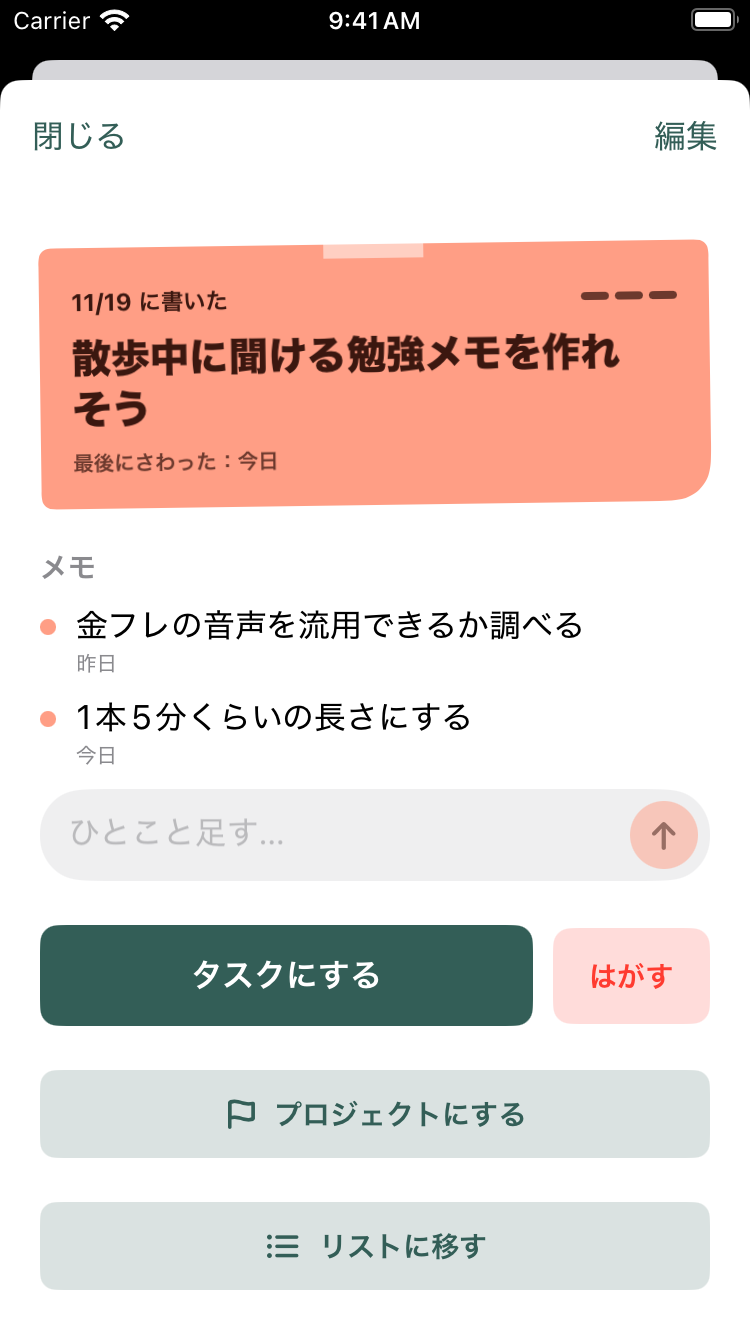 Carrier 9:41 AM
閉じる 編集
11/19 に書いた
散歩中に聞ける勉強メモを作れ
そう
最後にさわった：今日
メモ
金フレの音声を流用できるか調べる
昨日
1本5分くらいの長さにする
今日
ひとこと足す...
タスクにする はがす
プロジェクトにする
リストに移す